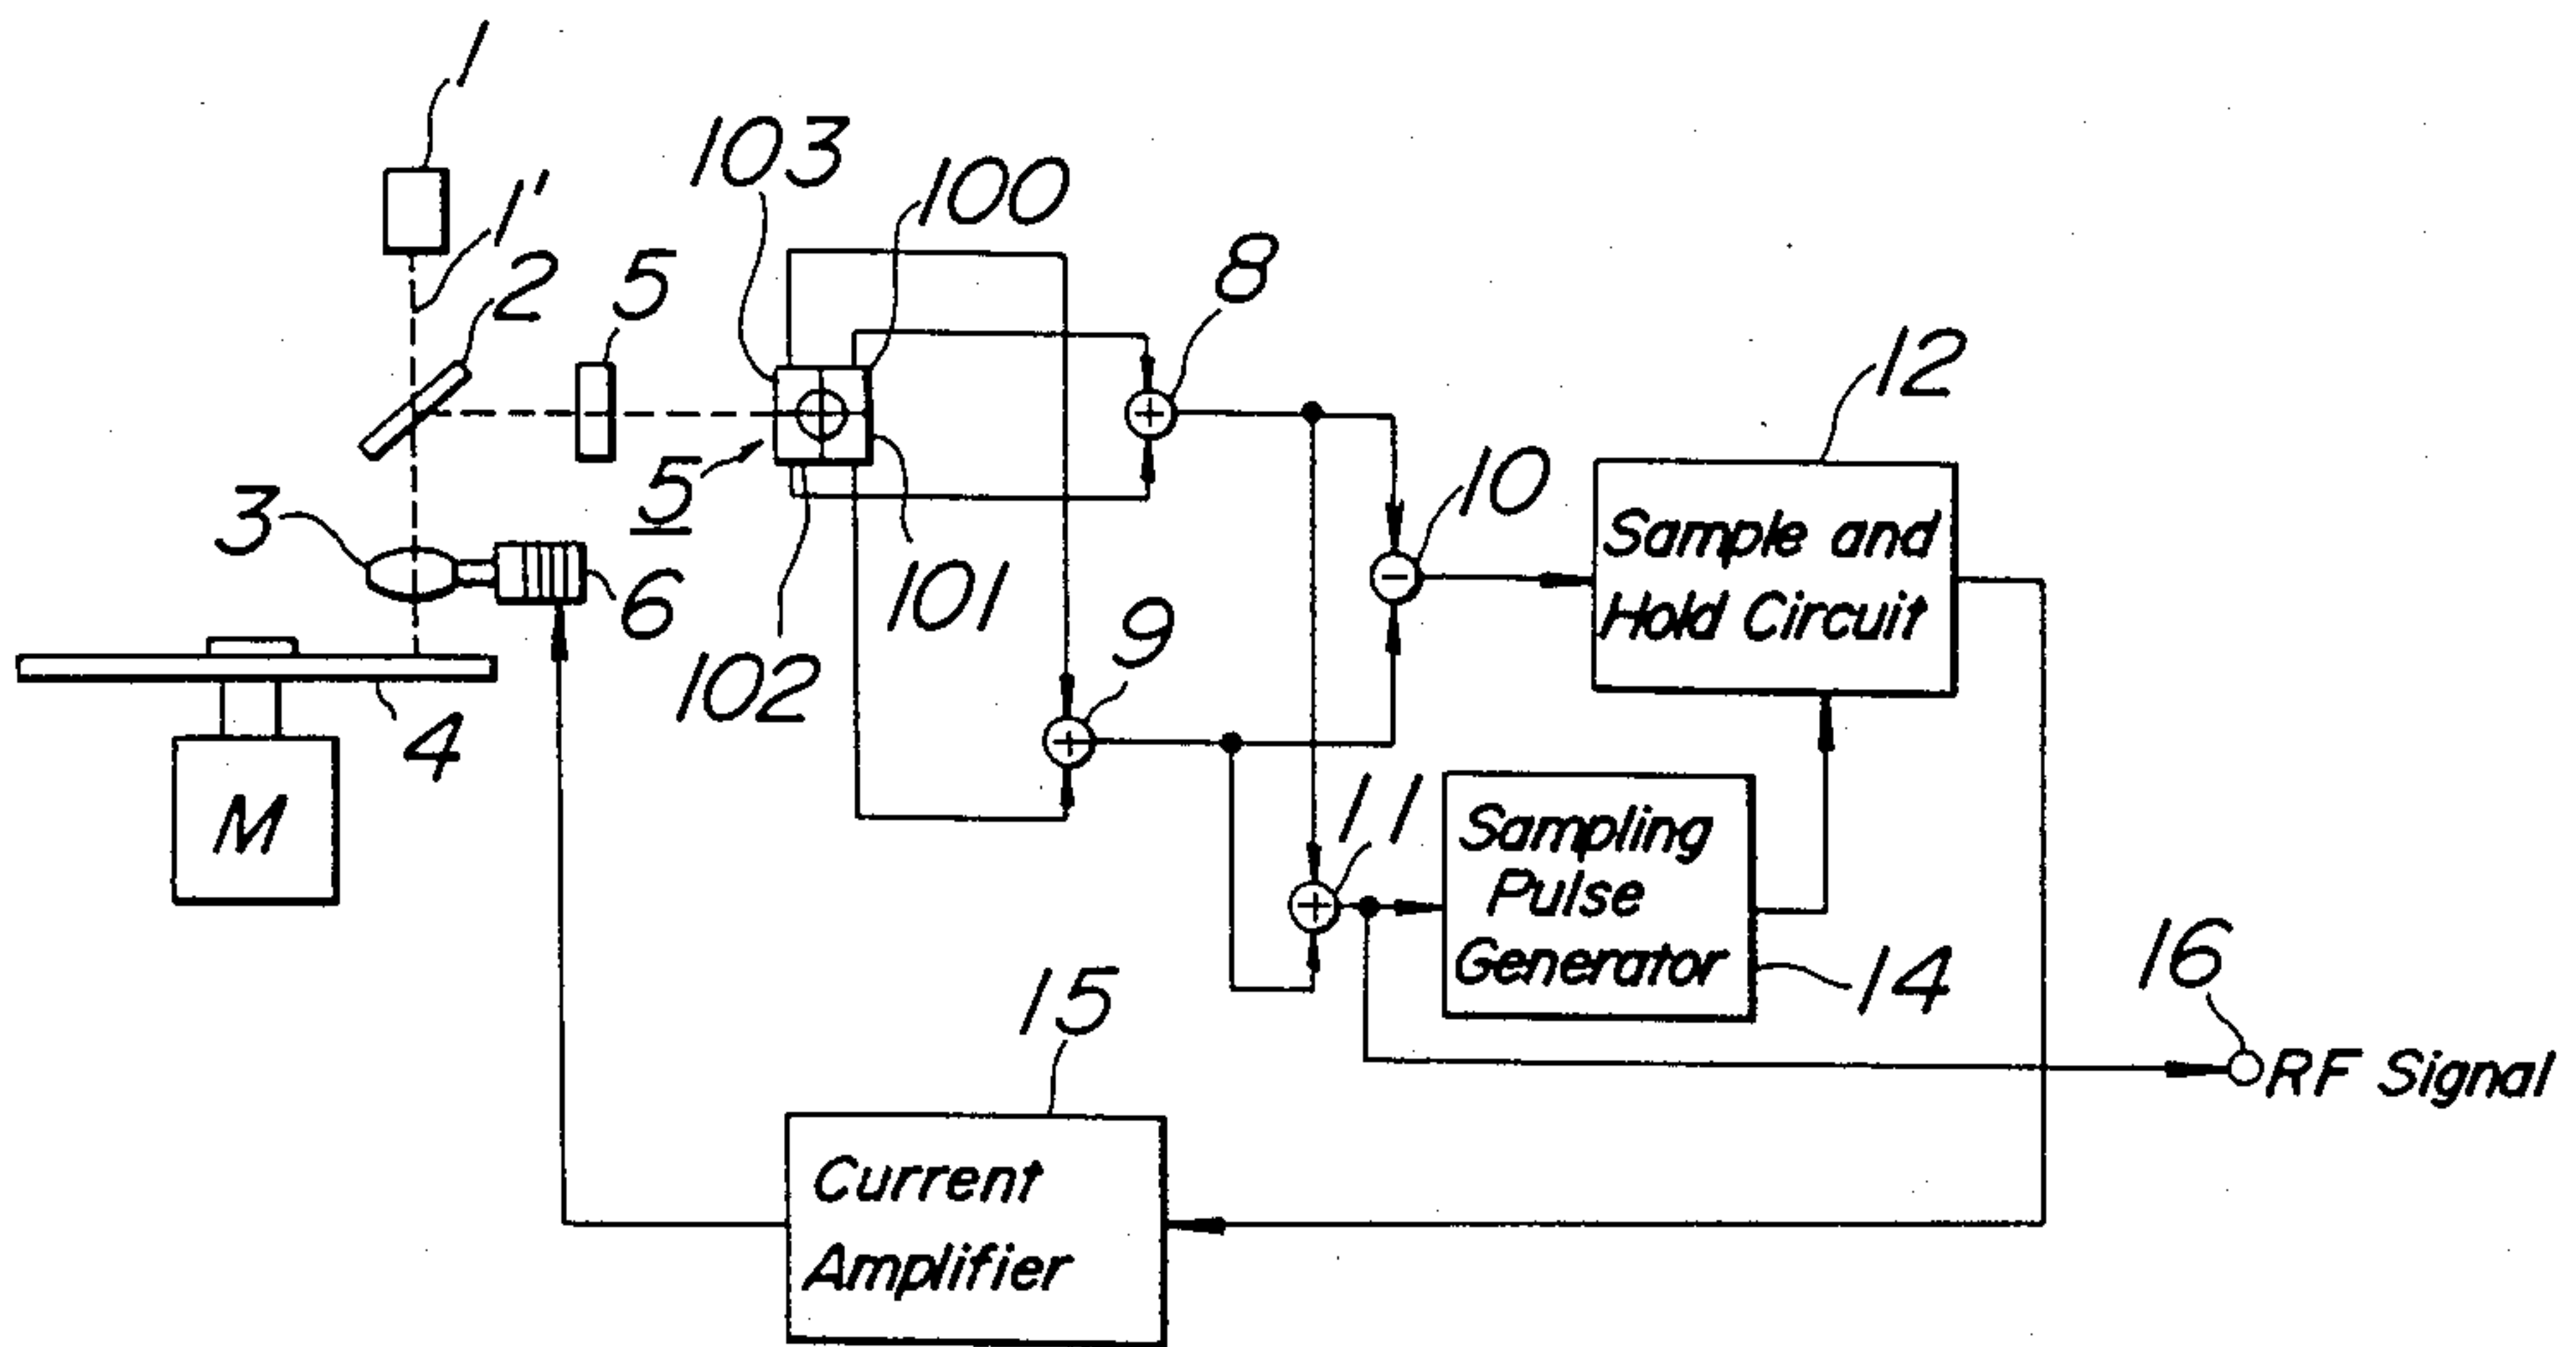 1
1'
2
5
103
100
8
12
5
3
6
102
101
10
Sample and
Hold Circuit
9
4
M
11
Sampling
Pulse
Generator
14
16
RF Signal
15
Current
Amplifier
+
+
−
+